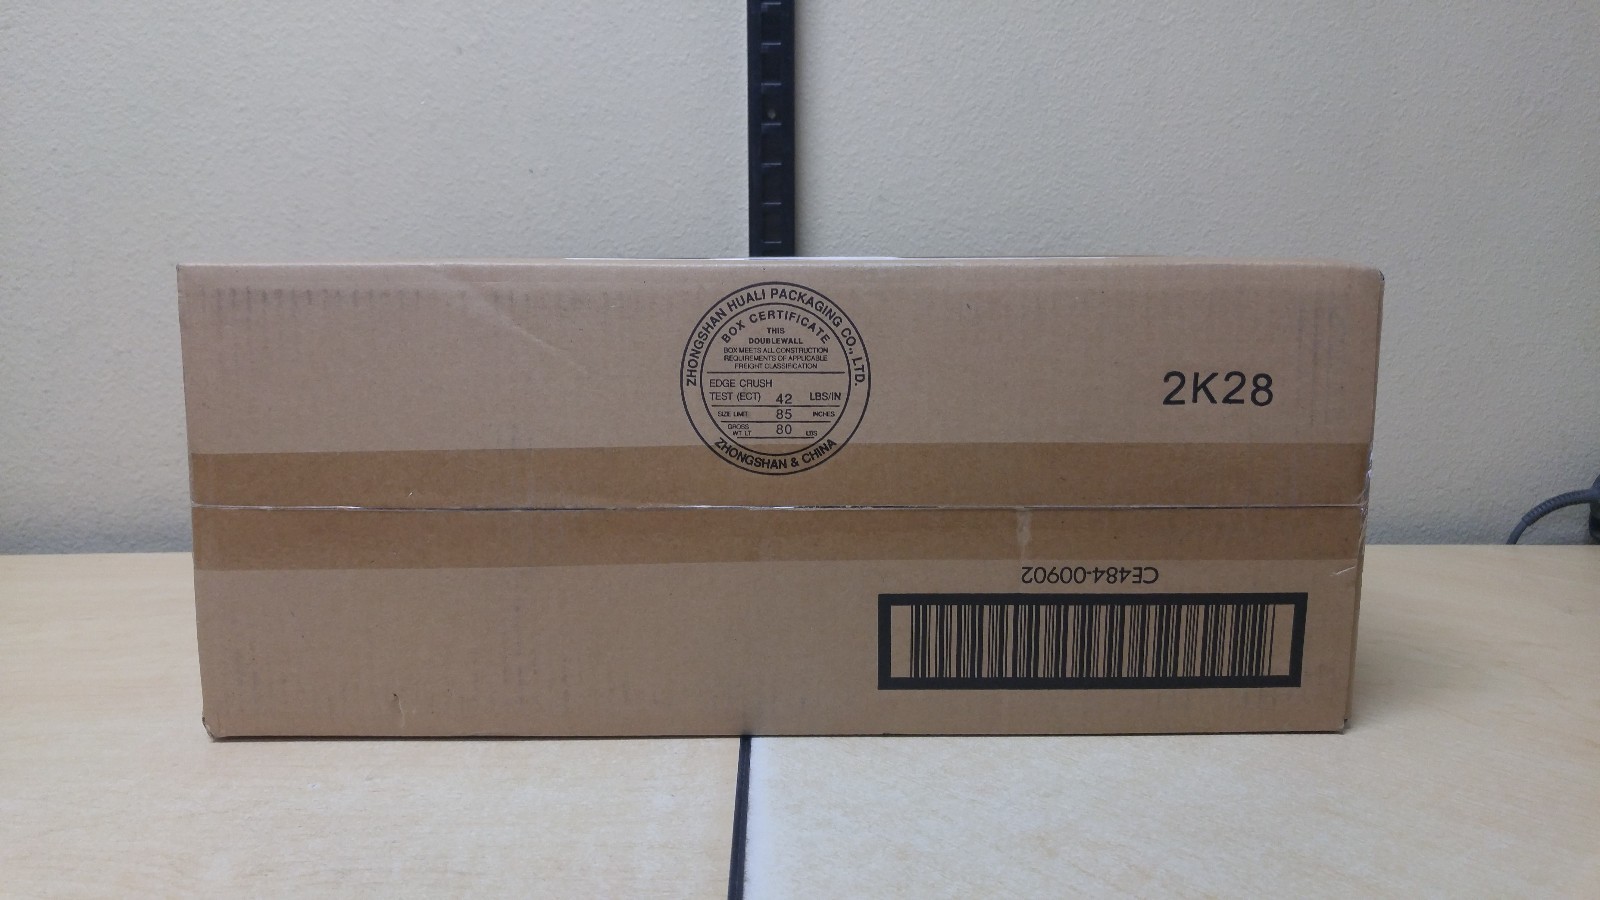 ZHONGSHAN HUALI PACKAGING CO., LTD.
BOX CERTIFICATE
THIS
DOUBLEWALL
BOX MEETS ALL CONSTRUCTION
REQUIREMENTS OF APPLICABLE
FREIGHT CLASSIFICATION
EDGE CRUSH
TEST (ECT) 42 LBS/IN
SIZE LIMIT 85 INCHES
GROSS
WT LT 80 LBS
ZHONGSHAN & CHINA
2K28
CE484-00902